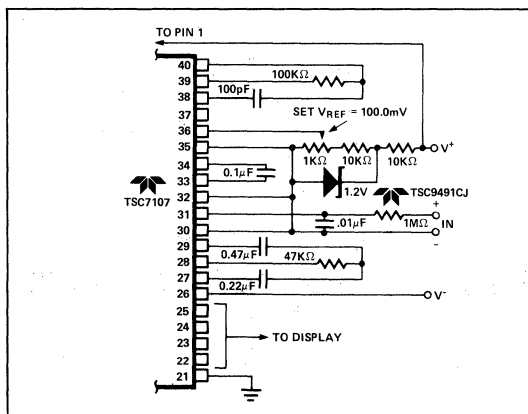 TO PIN 1
40
39
38
37
36
35
34
33
32
31
30
29
28
27
26
25
24
23
22
21
100KΩ
100pF
SET VREF = 100.0mV
V+
1KΩ
10KΩ
10KΩ
0.1μF
1.2V
TSC9491CJ
TSC7107
+
IN
-
.01μF
1MΩ
0.47μF
47KΩ
0.22μF
V-
TO DISPLAY